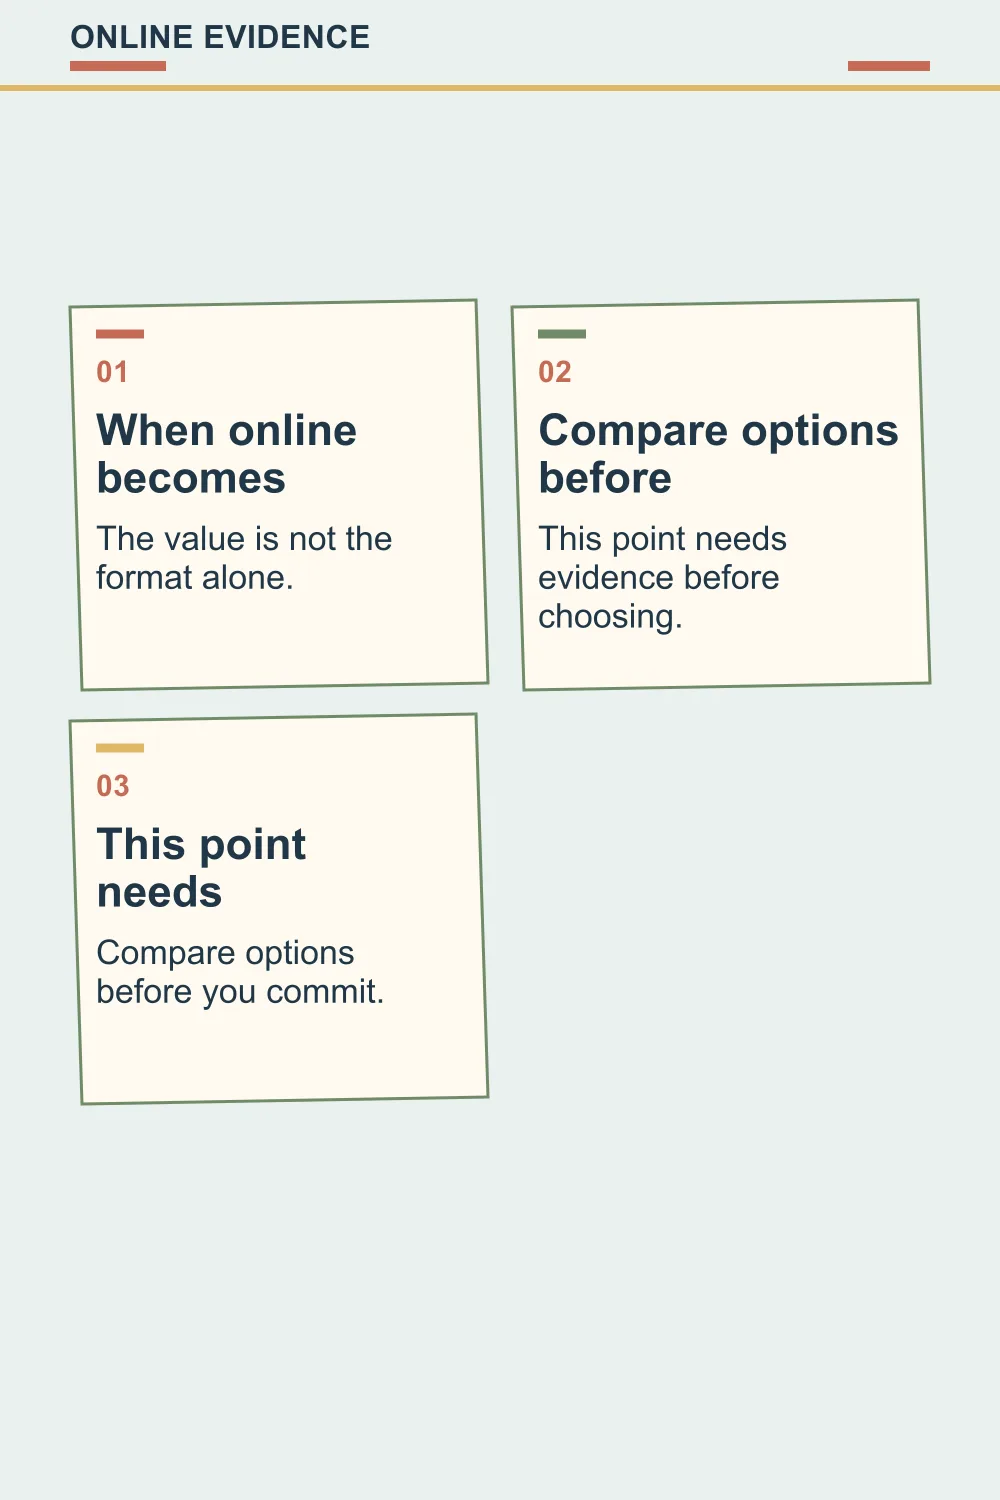 ONLINE EVIDENCE
01
When online
becomes
The value is not the
format alone.
02
Compare options
before
This point needs
evidence before
choosing.
03
This point
needs
Compare options
before you commit.